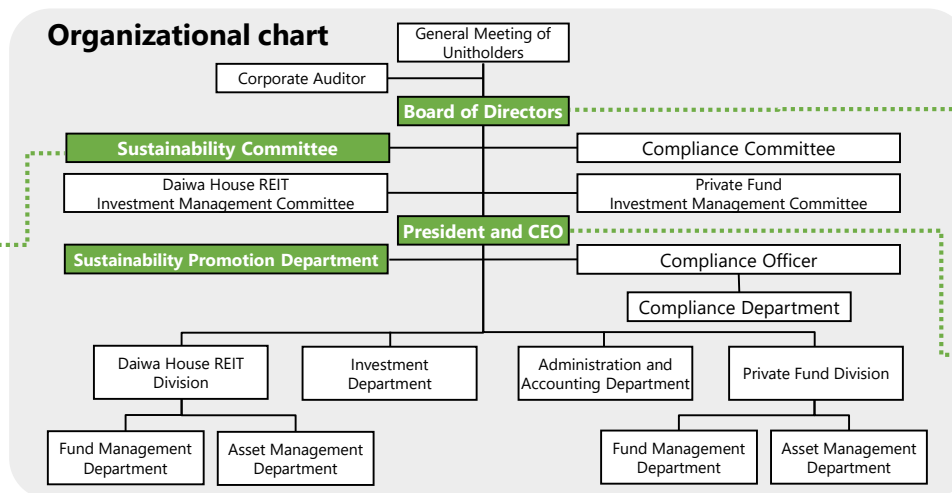 Organizational chart
General Meeting of
Unitholders
Corporate Auditor
Board of Directors
Sustainability Committee
Compliance Committee
Daiwa House REIT
Investment Management Committee
Private Fund
Investment Management Committee
President and CEO
Sustainability Promotion Department
Compliance Officer
Compliance Department
Daiwa House REIT
Division
Investment
Department
Administration and
Accounting Department
Private Fund Division
Fund Management
Department
Asset Management
Department
Fund Management
Department
Asset Management
Department